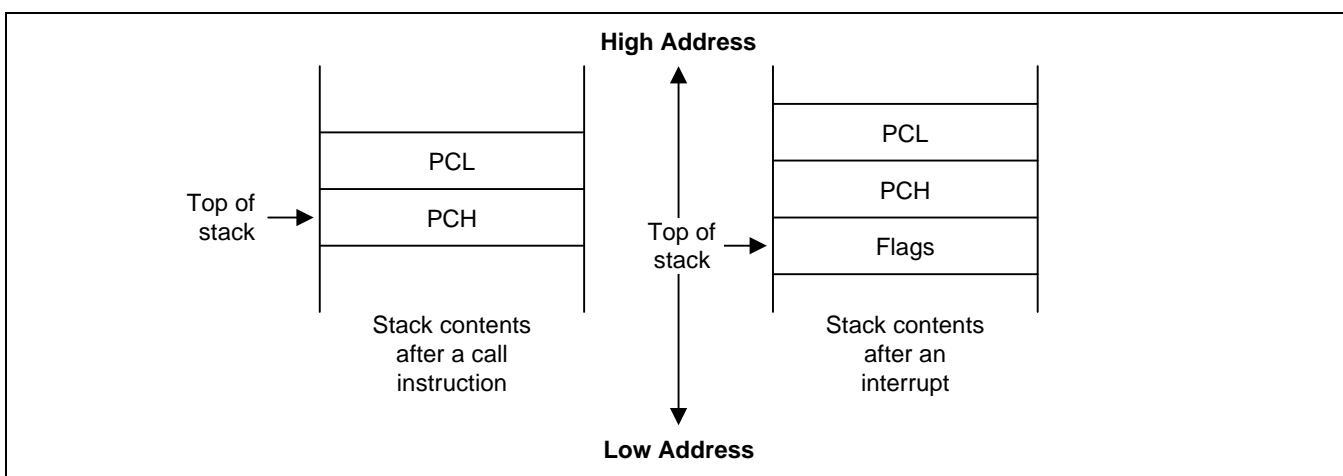 High Address
PCL
PCH
Top of
stack
Stack contents
after a call
instruction
PCL
PCH
Flags
Top of
stack
Stack contents
after an
interrupt
Low Address